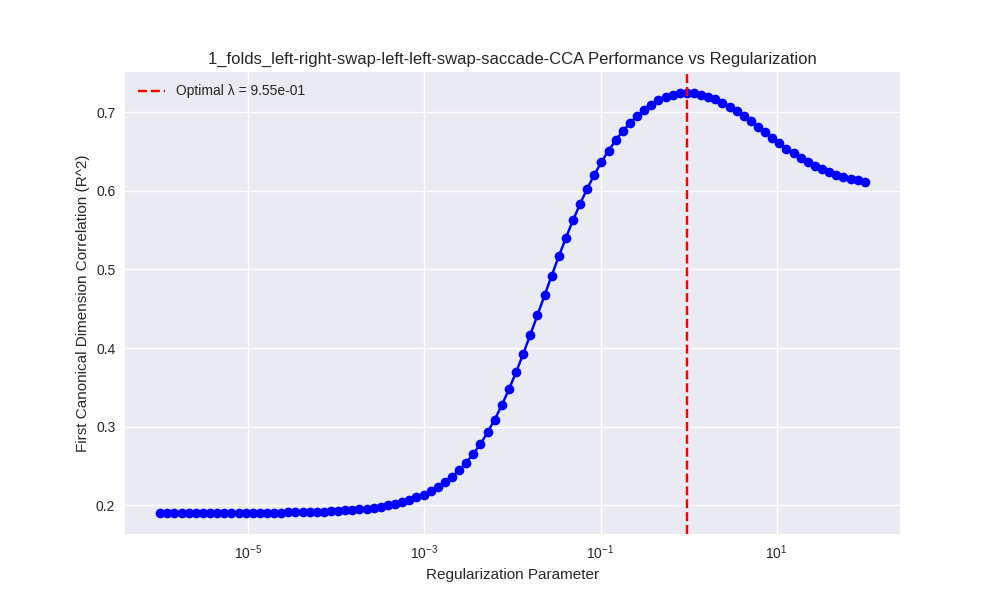 1_folds_left-right-swap-left-left-swap-saccade-CCA Performance vs Regularization
Optimal λ = 9.55e-01
First Canonical Dimension Correlation (R^2)
0.7
0.6
0.5
0.4
0.3
0.2
10⁻⁵
10⁻³
10⁻¹
10¹
Regularization Parameter